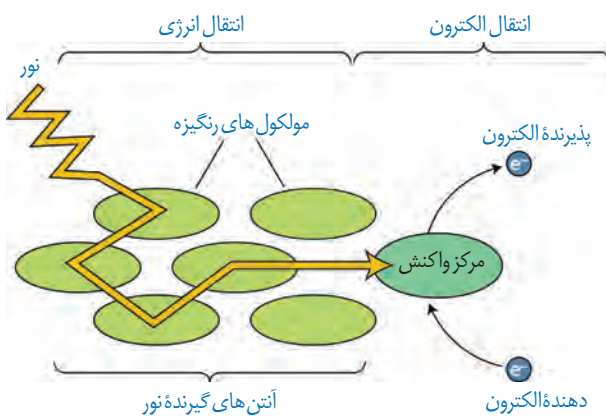 انتقال الکترون
انتقال انرژی
نور
مولکول های رنگیزه
پذیرندهٔ الکترون
e⁻
مرکز واکنش
e⁻
دهندهٔ الکترون
آنتن های گیرندهٔ نور